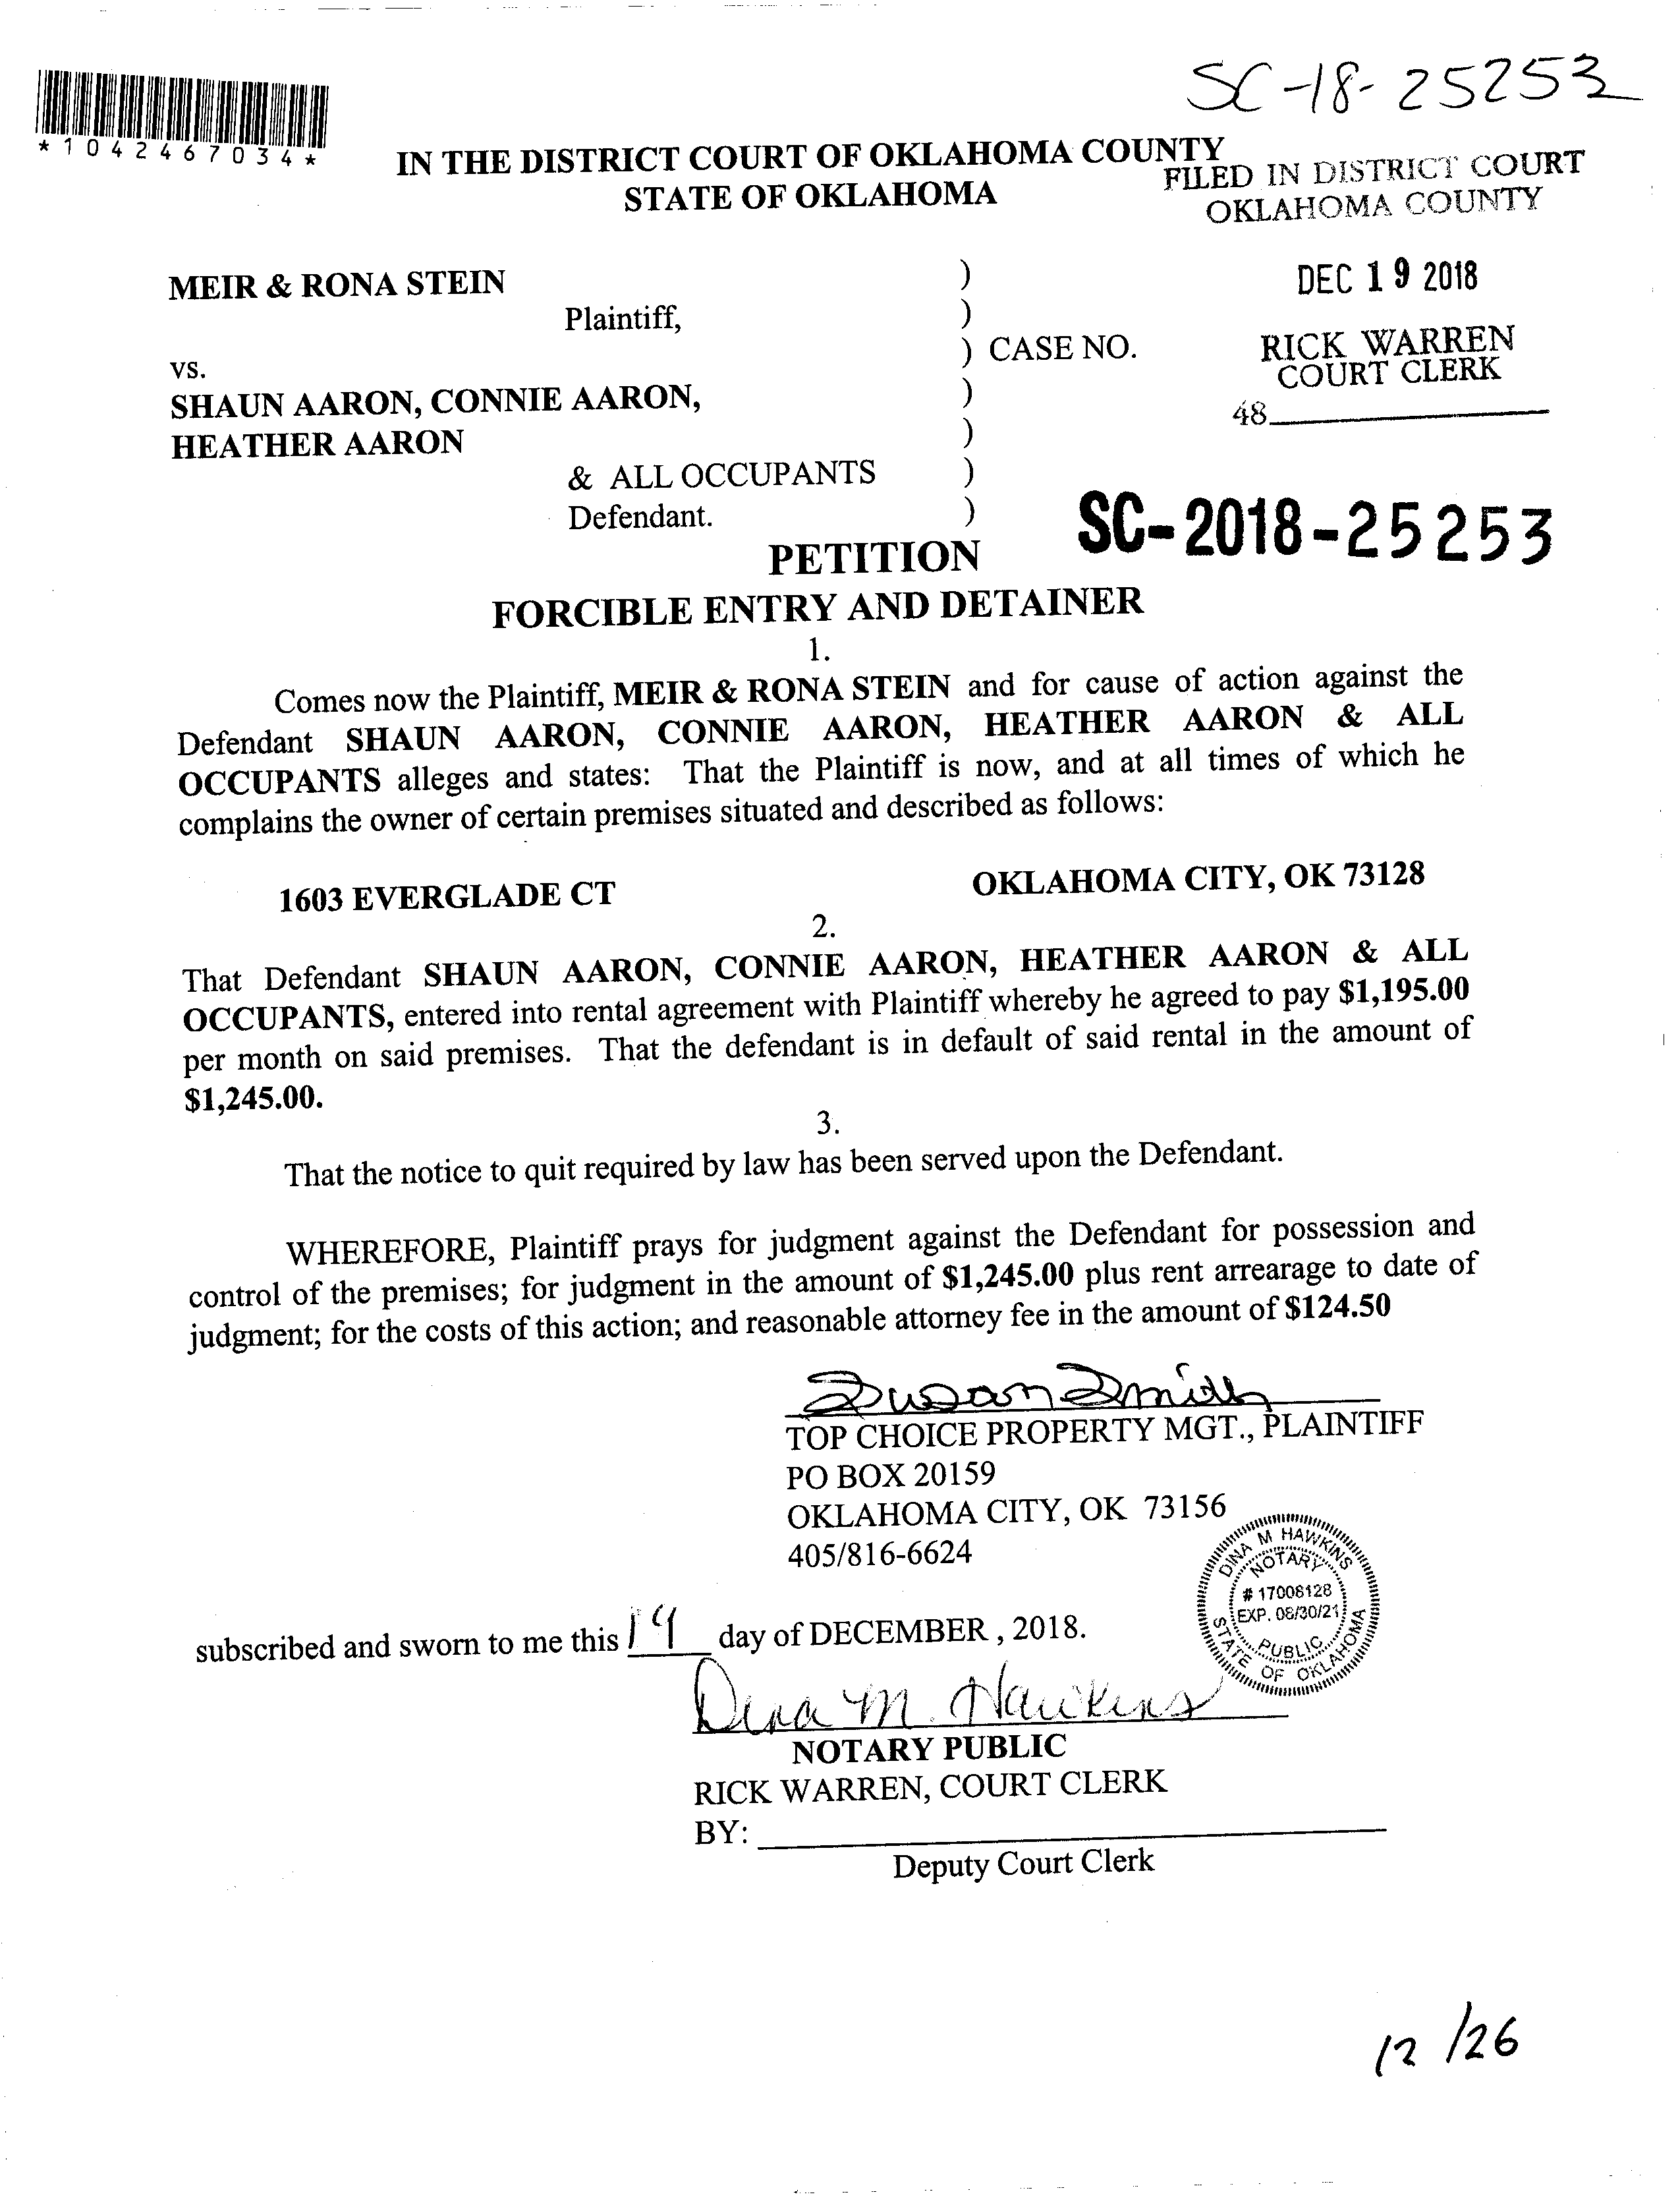 SC-18-25253
*1042467034*
IN THE DISTRICT COURT OF OKLAHOMA COUNTY
STATE OF OKLAHOMA
FILED IN DISTRICT COURT
OKLAHOMA COUNTY
MEIR & RONA STEIN )
DEC 19 2018
Plaintiff, )
vs. ) CASE NO.
RICK WARREN
COURT CLERK
SHAUN AARON, CONNIE AARON, )
48
HEATHER AARON )
& ALL OCCUPANTS )
Defendant. )
SC-2018-25253
PETITION
FORCIBLE ENTRY AND DETAINER
1.
Comes now the Plaintiff, MEIR & RONA STEIN and for cause of action against the
Defendant SHAUN AARON, CONNIE AARON, HEATHER AARON & ALL
OCCUPANTS alleges and states: That the Plaintiff is now, and at all times of which he
complains the owner of certain premises situated and described as follows:
1603 EVERGLADE CT OKLAHOMA CITY, OK 73128
2.
That Defendant SHAUN AARON, CONNIE AARON, HEATHER AARON & ALL
OCCUPANTS, entered into rental agreement with Plaintiff whereby he agreed to pay $1,195.00
per month on said premises. That the defendant is in default of said rental in the amount of
$1,245.00.
3.
That the notice to quit required by law has been served upon the Defendant.
WHEREFORE, Plaintiff prays for judgment against the Defendant for possession and
control of the premises; for judgment in the amount of $1,245.00 plus rent arrearage to date of
judgment; for the costs of this action; and reasonable attorney fee in the amount of $124.50
Susan Smith
TOP CHOICE PROPERTY MGT., PLAINTIFF
PO BOX 20159
OKLAHOMA CITY, OK 73156
405/816-6624
DINA M HAWKINS
NOTARY
# 17008128
EXP. 08/30/21
PUBLIC
STATE OF OKLAHOMA
subscribed and sworn to me this 19 day of DECEMBER , 2018.
Dina M. Hawkins
NOTARY PUBLIC
RICK WARREN, COURT CLERK
BY:
Deputy Court Clerk
12/26